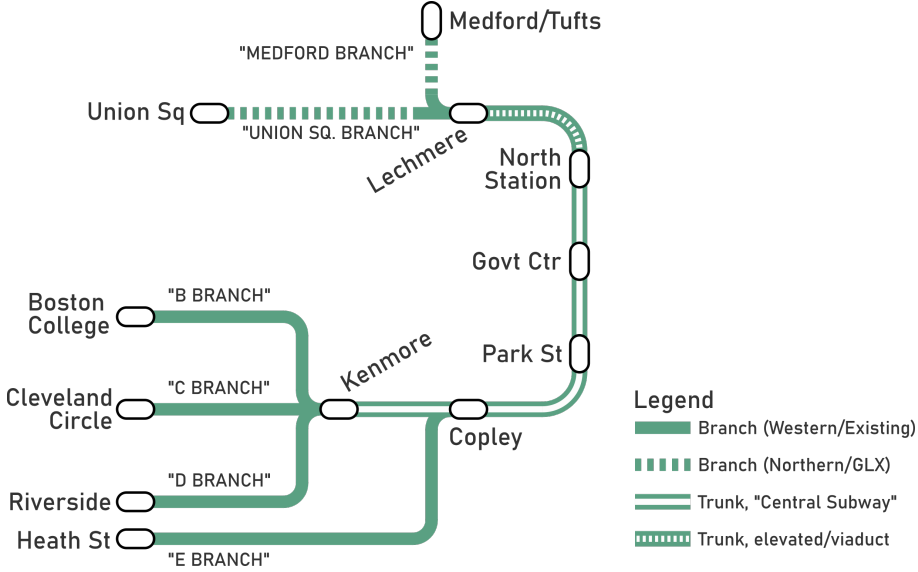 Medford/Tufts
"MEDFORD BRANCH"
Union Sq
"UNION SQ. BRANCH"
Lechmere
North
Station
Govt Ctr
Park St
Boston
College
"B BRANCH"
Kenmore
Cleveland
Circle
"C BRANCH"
Copley
Riverside
"D BRANCH"
Heath St
"E BRANCH"
Legend
Branch (Western/Existing)
Branch (Northern/GLX)
Trunk, "Central Subway"
Trunk, elevated/viaduct